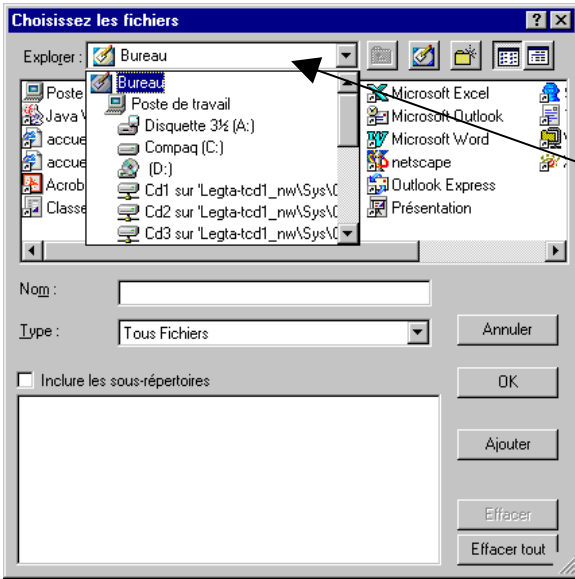 Choisissez les fichiers
Explorer : Bureau
Bureau
Poste de travail
Disquette 3½ (A:)
Compaq (C:)
(D:)
Cd1 sur 'Legta-tcd1_nw\Sys\
Cd2 sur 'Legta-tcd1_nw\Sys\
Cd3 sur 'Legta-tcd1_nw\Sys\
Poste
Java
accue
accue
Acrob
Classe
Microsoft Excel
Microsoft Outlook
Microsoft Word
netscape
Outlook Express
Présentation
Nom :
Type : Tous Fichiers
Annuler
Inclure les sous-répertoires
OK
Ajouter
Effacer
Effacer tout